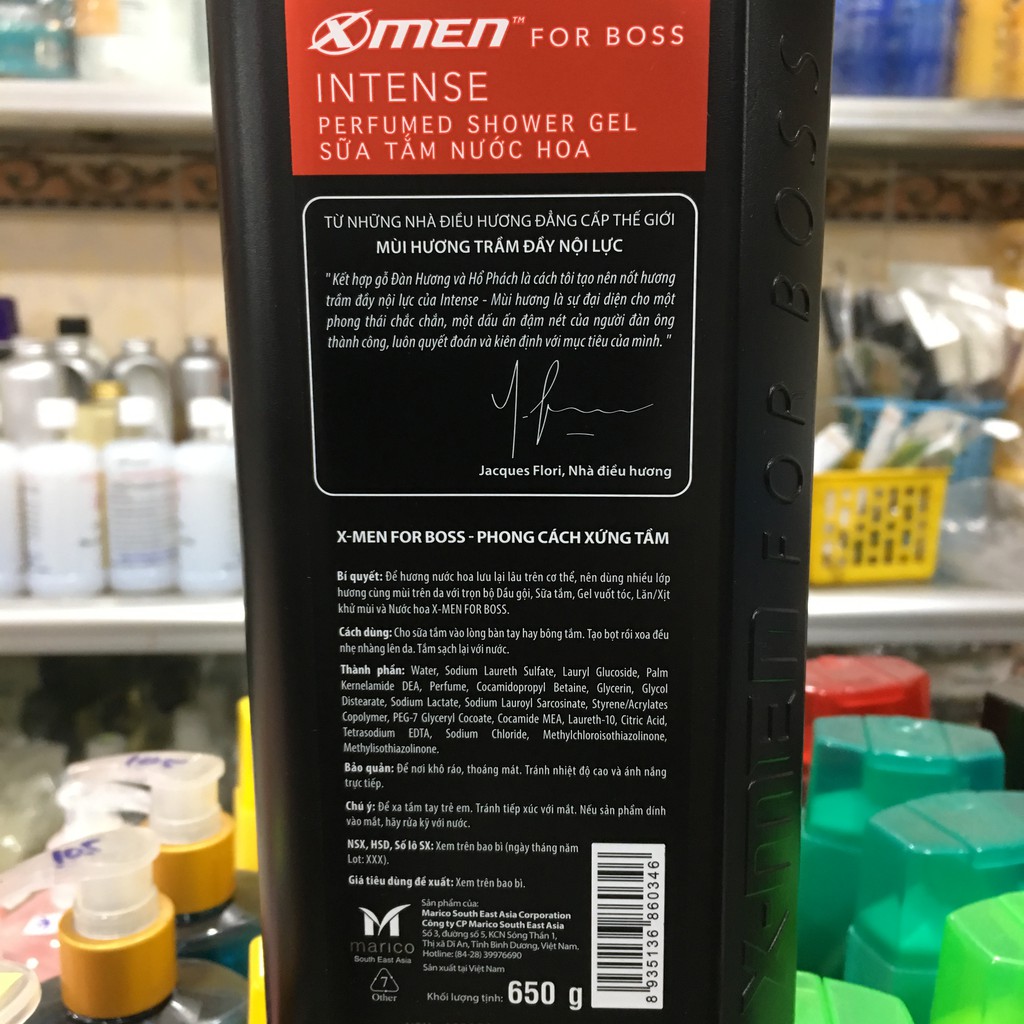 XMEN™ FOR BOSS
INTENSE
PERFUMED SHOWER GEL
SỮA TẮM NƯỚC HOA
TỪ NHỮNG NHÀ ĐIỀU HƯƠNG ĐẲNG CẤP THẾ GIỚI
MÙI HƯƠNG TRẦM ĐẦY NỘI LỰC
" Kết hợp gỗ Đàn Hương và Hổ Phách là cách tôi tạo nên nốt hương
trầm đầy nội lực của Intense - Mùi hương là sự đại diện cho một
phong thái chắc chắn, một dấu ấn đậm nét của người đàn ông
thành công, luôn quyết đoán và kiên định với mục tiêu của mình. "
Jacques Flori, Nhà điều hương
X-MEN FOR BOSS - PHONG CÁCH XỨNG TẦM
Bí quyết: Để hương nước hoa lưu lại lâu trên cơ thể, nên dùng nhiều lớp
hương cùng mùi trên da với trọn bộ Dầu gội, Sữa tắm, Gel vuốt tóc, Lăn/Xịt
khử mùi và Nước hoa X-MEN FOR BOSS.
Cách dùng: Cho sữa tắm vào lòng bàn tay hay bông tắm. Tạo bọt rồi xoa đều
nhẹ nhàng lên da. Tắm sạch lại với nước.
Thành phần: Water, Sodium Laureth Sulfate, Lauryl Glucoside, Palm
Kernelamide DEA, Perfume, Cocamidopropyl Betaine, Glycerin, Glycol
Distearate, Sodium Lactate, Sodium Lauroyl Sarcosinate, Styrene/Acrylates
Copolymer, PEG-7 Glyceryl Cocoate, Cocamide MEA, Laureth-10, Citric Acid,
Tetrasodium EDTA, Sodium Chloride, Methylchloroisothiazolinone,
Methylisothiazolinone.
Bảo quản: Để nơi khô ráo, thoáng mát. Tránh nhiệt độ cao và ánh nắng
trực tiếp.
Chú ý: Để xa tầm tay trẻ em. Tránh tiếp xúc với mắt. Nếu sản phẩm dính
vào mắt, hãy rửa kỹ với nước.
NSX, HSD, Số lô SX: Xem trên bao bì (ngày tháng năm
Lot: XXX).
Giá tiêu dùng đề xuất: Xem trên bao bì.
marico
South East Asia
Sản phẩm của:
Marico South East Asia Corporation
Công ty CP Marico South East Asia
Số 3, đường số 5, KCN Sóng Thần 1,
Thị xã Dĩ An, Tỉnh Bình Dương, Việt Nam,
Hotline: (84-28) 39976690
Sản xuất tại Việt Nam
7
Other
Khối lượng tịnh: 650 g
8 935136 860346
X-MEN FOR BOSS
105
105